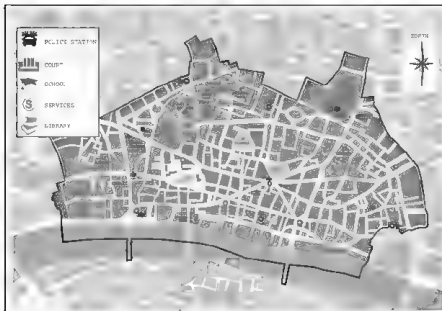 POLICE STATION
COURT
SCHOOL
SERVICES
LIBRARY
NORTH